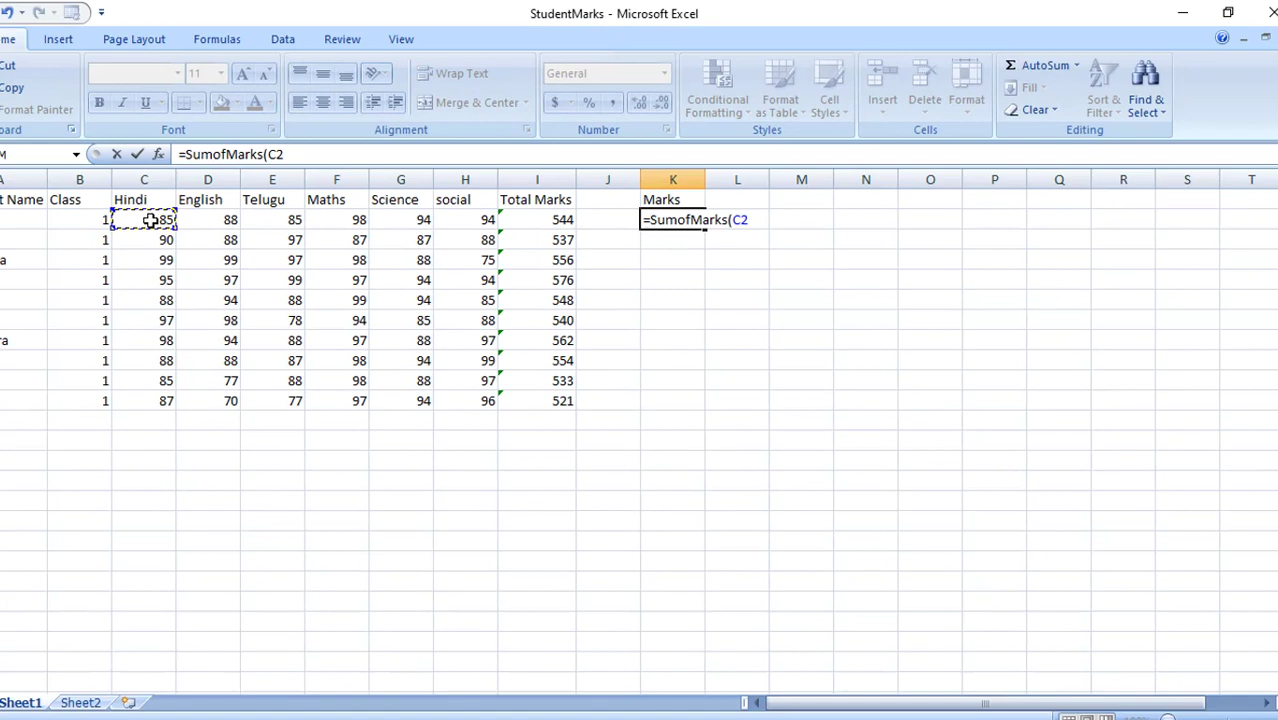 StudentMarks - Microsoft Excel
me Insert Page Layout Formulas Data Review View
Cut
Copy
Format Painter
11
B I U A
Wrap Text
Merge & Center
General
$ % ,
Conditional Formatting
Format as Table
Cell Styles
Insert Delete Format
Σ AutoSum
Fill
Clear
Sort & Filter
Find & Select
oard Font Alignment Number Styles Cells Editing
M fx =SumofMarks(C2
A B C D E F G H I J K L M N O P Q R S T
t Name Class Hindi English Telugu Maths Science social Total Marks Marks
1 85 88 85 98 94 94 544 =SumofMarks(C2
1 90 88 97 87 87 88 537
a 1 99 99 97 98 88 75 556
1 95 97 99 97 94 94 576
1 88 94 88 99 94 85 548
1 97 98 78 94 85 88 540
ra 1 98 94 88 97 88 97 562
1 88 88 87 98 94 99 554
1 85 77 88 98 88 97 533
1 87 70 77 97 94 96 521
Sheet1 Sheet2